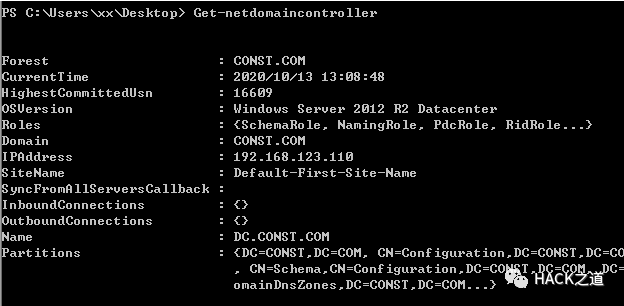 PS C:\Users\xx\Desktop> Get-netdomaincontroller
Forest : CONST.COM
CurrentTime : 2020/10/13 13:08:48
HighestCommittedUsn : 16609
OSVersion : Windows Server 2012 R2 Datacenter
Roles : {SchemaRole, NamingRole, PdcRole, RidRole...}
Domain : CONST.COM
IPAddress : 192.168.123.110
SiteName : Default-First-Site-Name
SyncFromAllServersCallback :
InboundConnections : {}
OutboundConnections : {}
Name : DC.CONST.COM
Partitions : {DC=CONST,DC=COM, CN=Configuration,DC=CONST,DC=CO
, CN=Schema,CN=Configuration,DC=CONST,DC=COM, DC=
omainDnsZones,DC=CONST,DC=COM...}
HACK之道